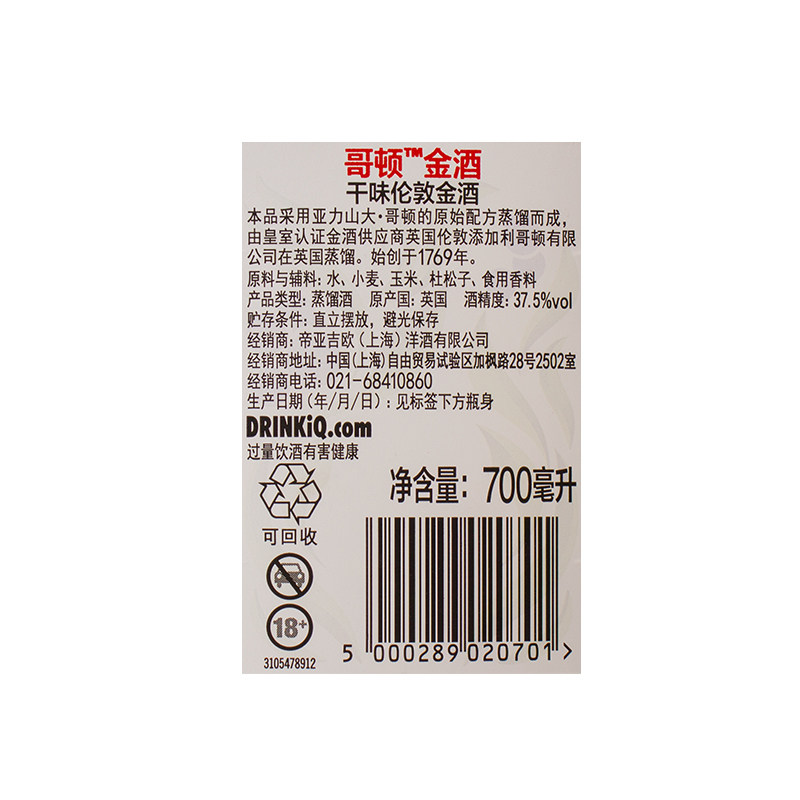 哥顿™金酒
干味伦敦金酒
本品采用亚力山大·哥顿的原始配方蒸馏而成，
由皇室认证金酒供应商英国伦敦添加利哥顿有限
公司在英国蒸馏。始创于1769年。
原料与辅料: 水、小麦、玉米、杜松子、食用香料
产品类型: 蒸馏酒 原产国: 英国 酒精度: 37.5%vol
贮存条件: 直立摆放，避光保存
经销商: 帝亚吉欧（上海）洋酒有限公司
经销商地址: 中国(上海)自由贸易试验区加枫路28号2502室
经销商电话: 021-68410860
生产日期（年/月/日）: 见标签下方瓶身
DRINKiQ.com
过量饮酒有害健康
净含量: 700毫升
可回收
18+
3105478912
5 000289 020701 >